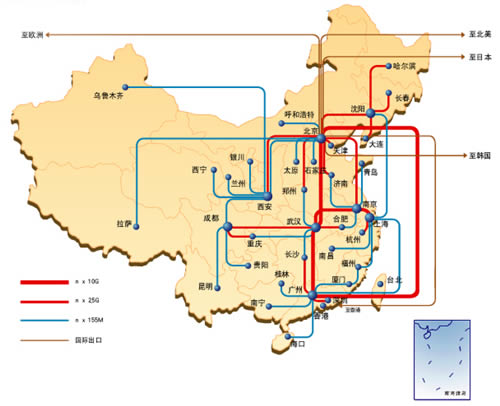 至欧洲
至北美
至日本
哈尔滨
长春
沈阳
乌鲁木齐
呼和浩特
北京
天津
大连
至韩国
银川
西宁
兰州
太原
石家庄
青岛
济南
郑州
西安
拉萨
成都
武汉
合肥
南京
上海
杭州
重庆
南昌
长沙
贵阳
福州
昆明
桂林
厦门
台北
广州
南宁
深圳
香港
海口
n x 10G
n x 25G
n x 155M
国际出口
南海诸岛